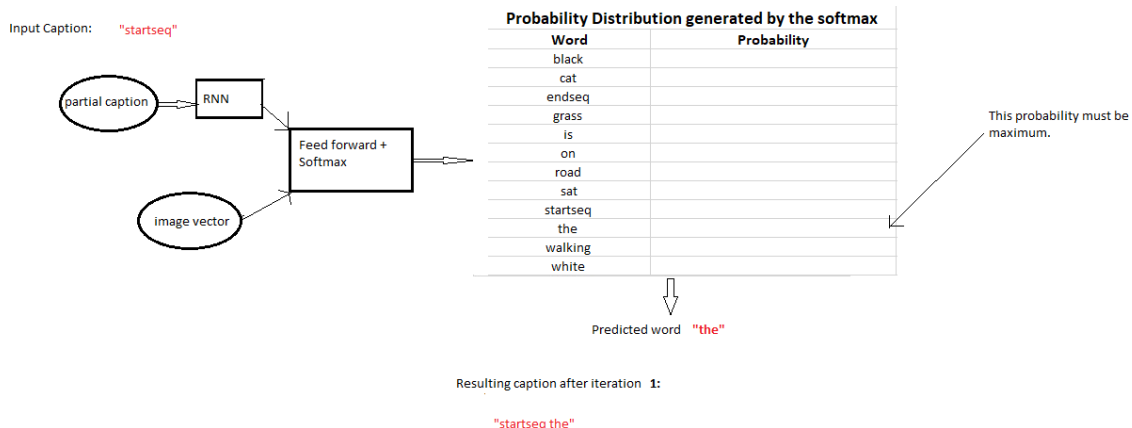 Input Caption: "startseq"
Probability Distribution generated by the softmax
Word Probability
black
cat
endseq
grass
is
on
road
sat
startseq
the
walking
white
partial caption
RNN
Feed forward +
Softmax
image vector
This probability must be
maximum.
Predicted word "the"
Resulting caption after iteration 1:
"startseq the"